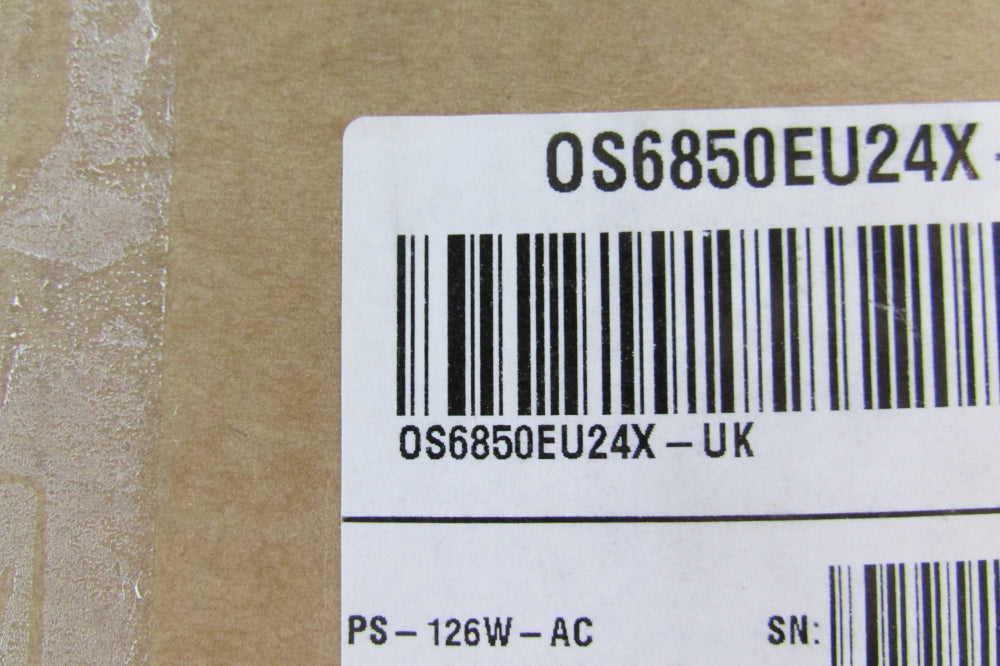 OS6850EU24X -
OS6850EU24X - UK
PS - 126W - AC
SN: